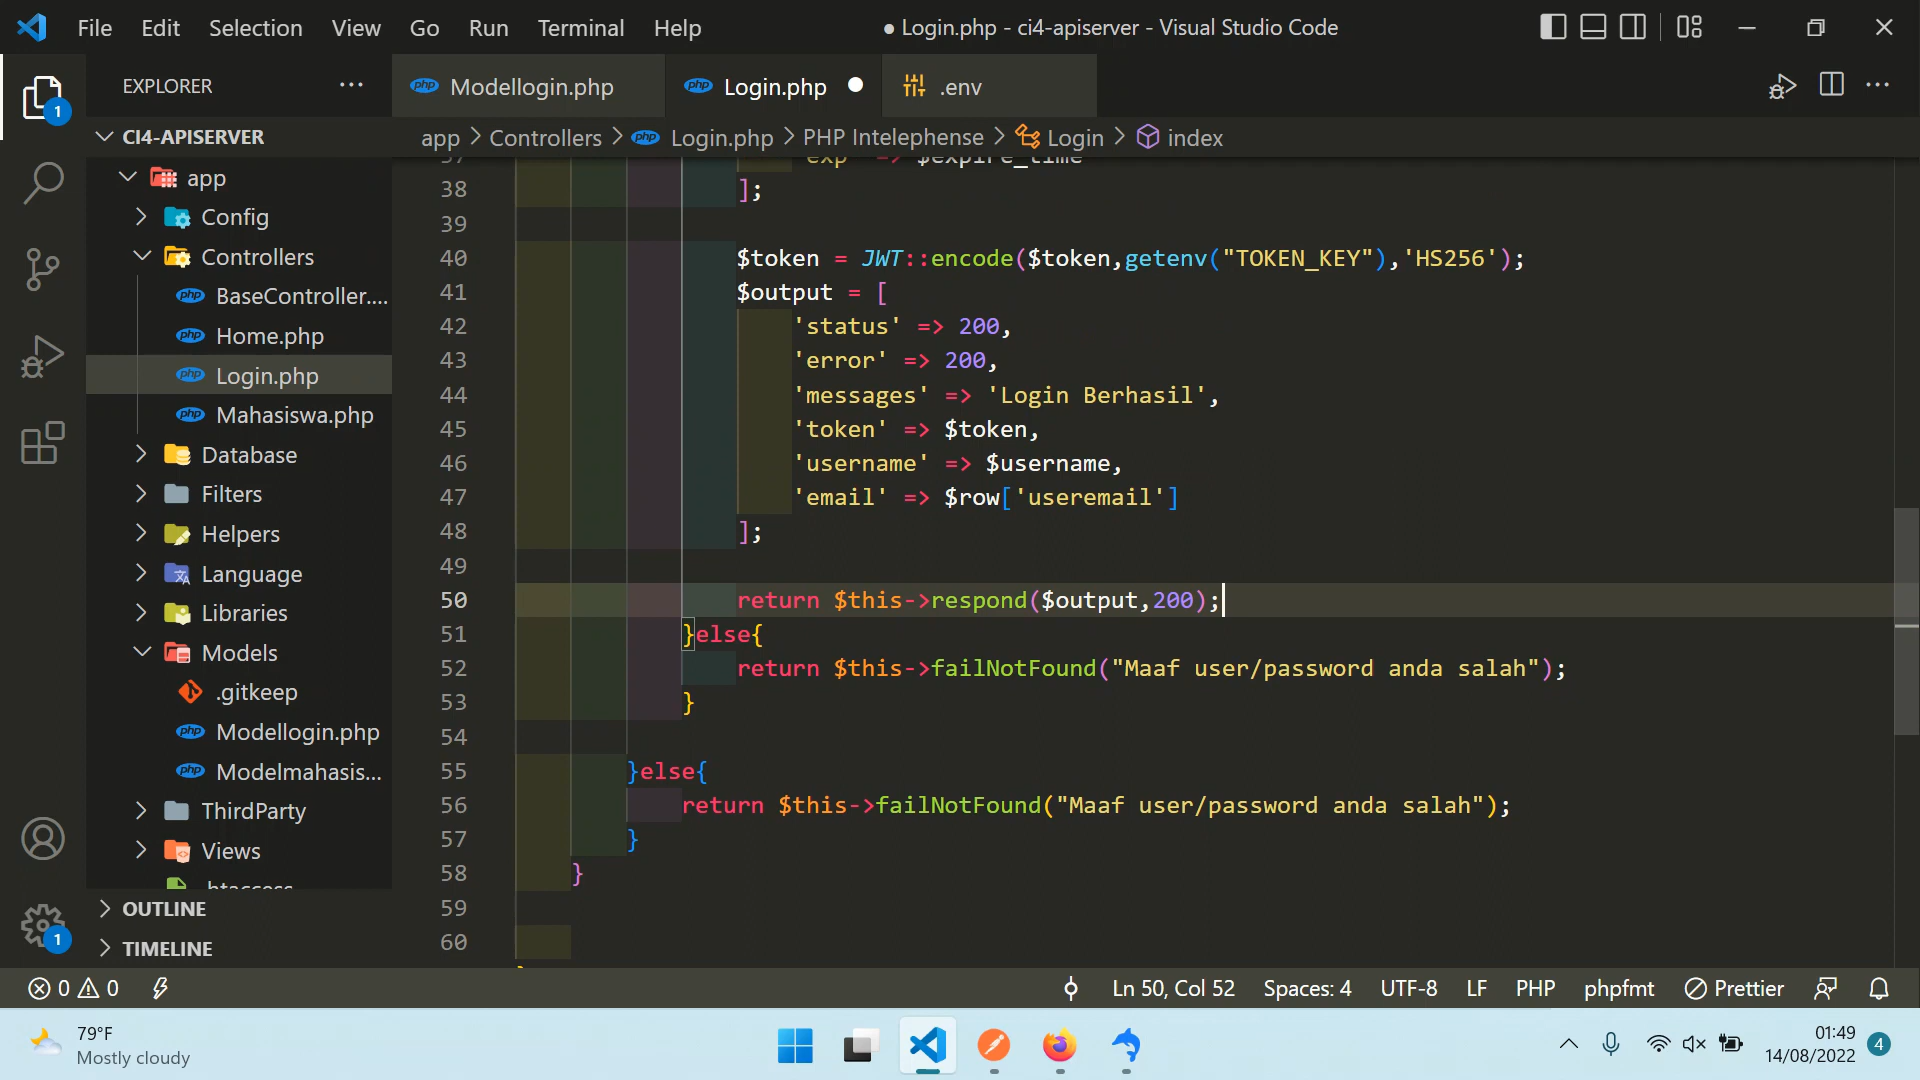 File Edit Selection View Go Run Terminal Help
● Login.php - ci4-apiserver - Visual Studio Code
1
EXPLORER ···
Modellogin.php
Login.php
.env
CI4-APISERVER
app > Controllers > Login.php > PHP Intelephense > Login > index
app
Config
Controllers
BaseController....
Home.php
Login.php
Mahasiswa.php
Database
Filters
Helpers
Language
Libraries
Models
.gitkeep
Modellogin.php
Modelmahasis...
ThirdParty
Views
.htaccess
OUTLINE
TIMELINE
1
37 'exp' => $expire_time
38 ];
39
40 $token = JWT::encode($token,getenv("TOKEN_KEY"),'HS256');
41 $output = [
42 'status' => 200,
43 'error' => 200,
44 'messages' => 'Login Berhasil',
45 'token' => $token,
46 'username' => $username,
47 'email' => $row['useremail']
48 ];
49
50 return $this->respond($output,200);
51 }else{
52 return $this->failNotFound("Maaf user/password anda salah");
53 }
54
55 }else{
56 return $this->failNotFound("Maaf user/password anda salah");
57 }
58 }
59
60
0 0
Ln 50, Col 52 Spaces: 4 UTF-8 LF PHP phpfmt Prettier
79°F
Mostly cloudy
01:49
14/08/2022
4